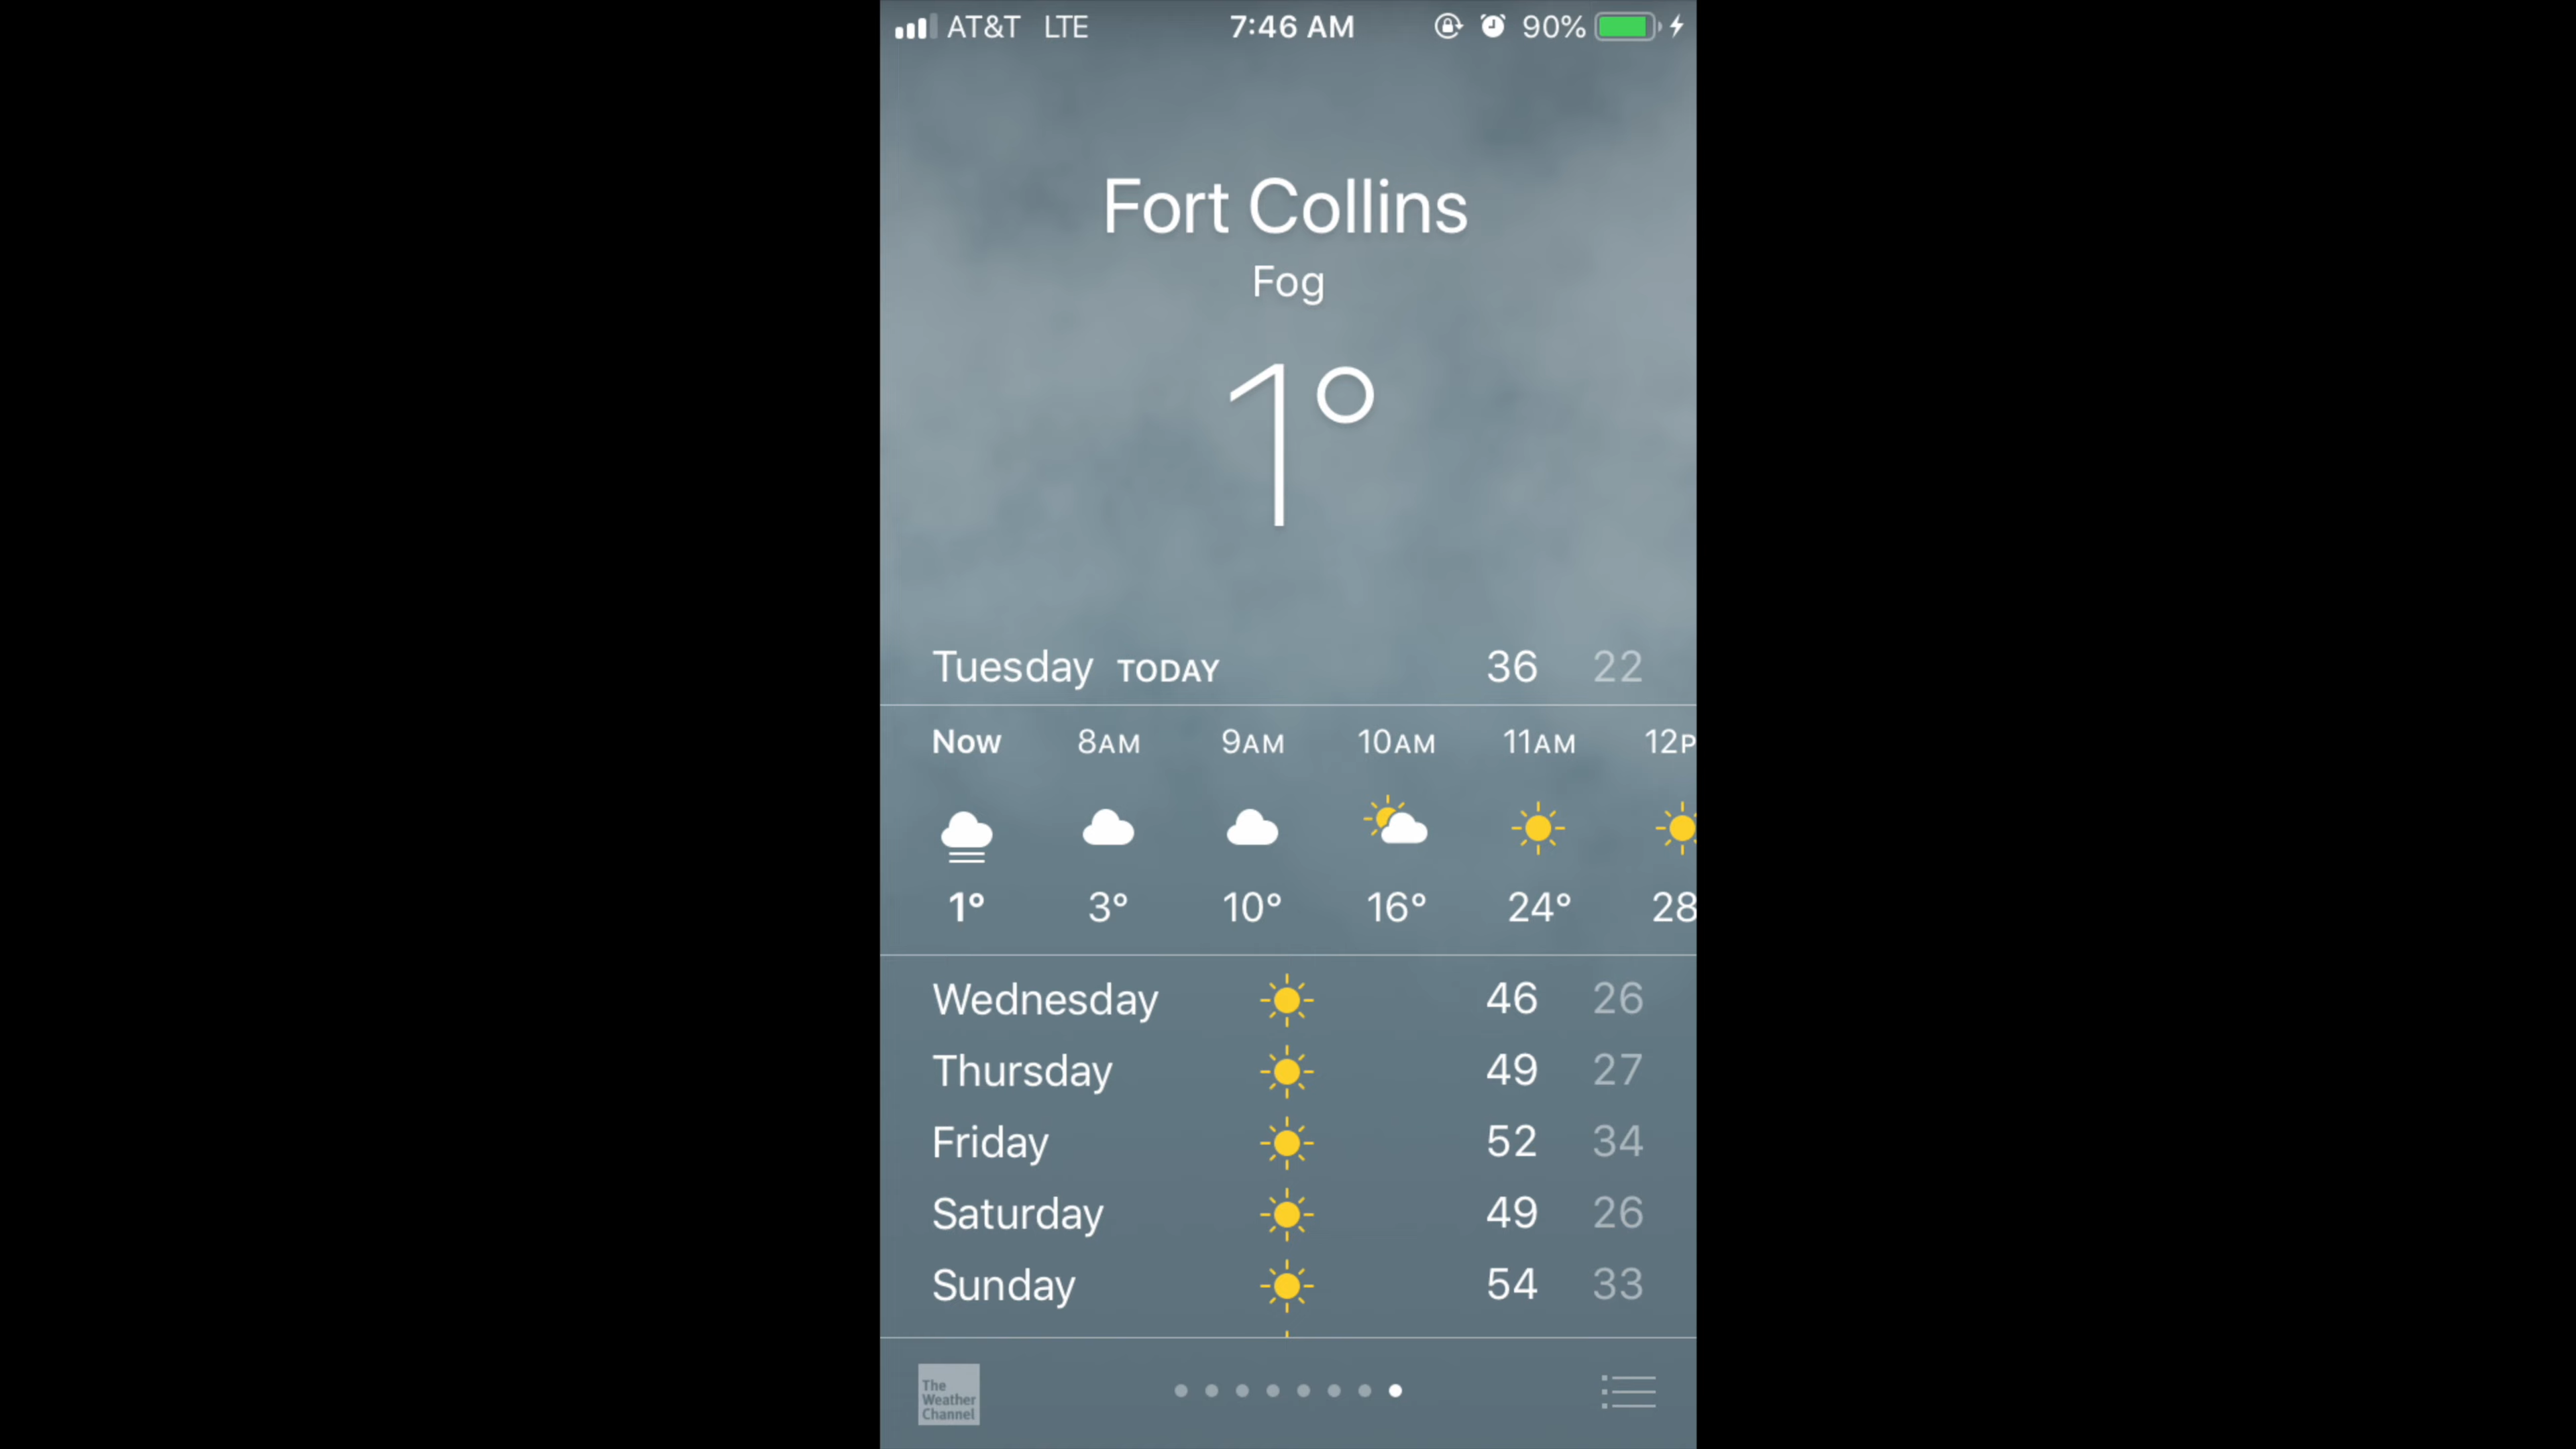 AT&T LTE 7:46 AM 90%
Fort Collins
Fog
1°
Tuesday TODAY 36 22
Now 8AM 9AM 10AM 11AM 12P
1° 3° 10° 16° 24° 28
Wednesday 46 26
Thursday 49 27
Friday 52 34
Saturday 49 26
Sunday 54 33
The
Weather
Channel